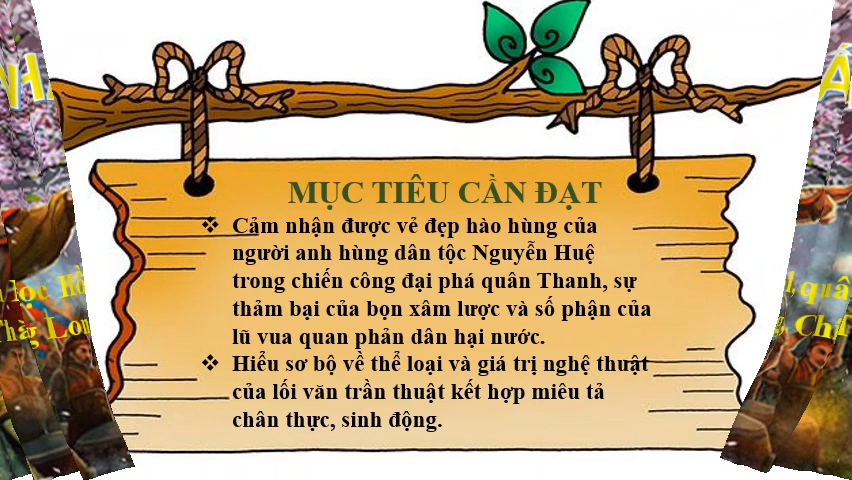 MỤC TIÊU CẦN ĐẠT
❖ Cảm nhận được vẻ đẹp hào hùng của
người anh hùng dân tộc Nguyễn Huệ
trong chiến công đại phá quân Thanh, sự
thảm bại của bọn xâm lược và số phận của
lũ vua quan phản dân hại nước.
❖ Hiểu sơ bộ về thể loại và giá trị nghệ thuật
của lối văn trần thuật kết hợp miêu tả
chân thực, sinh động.